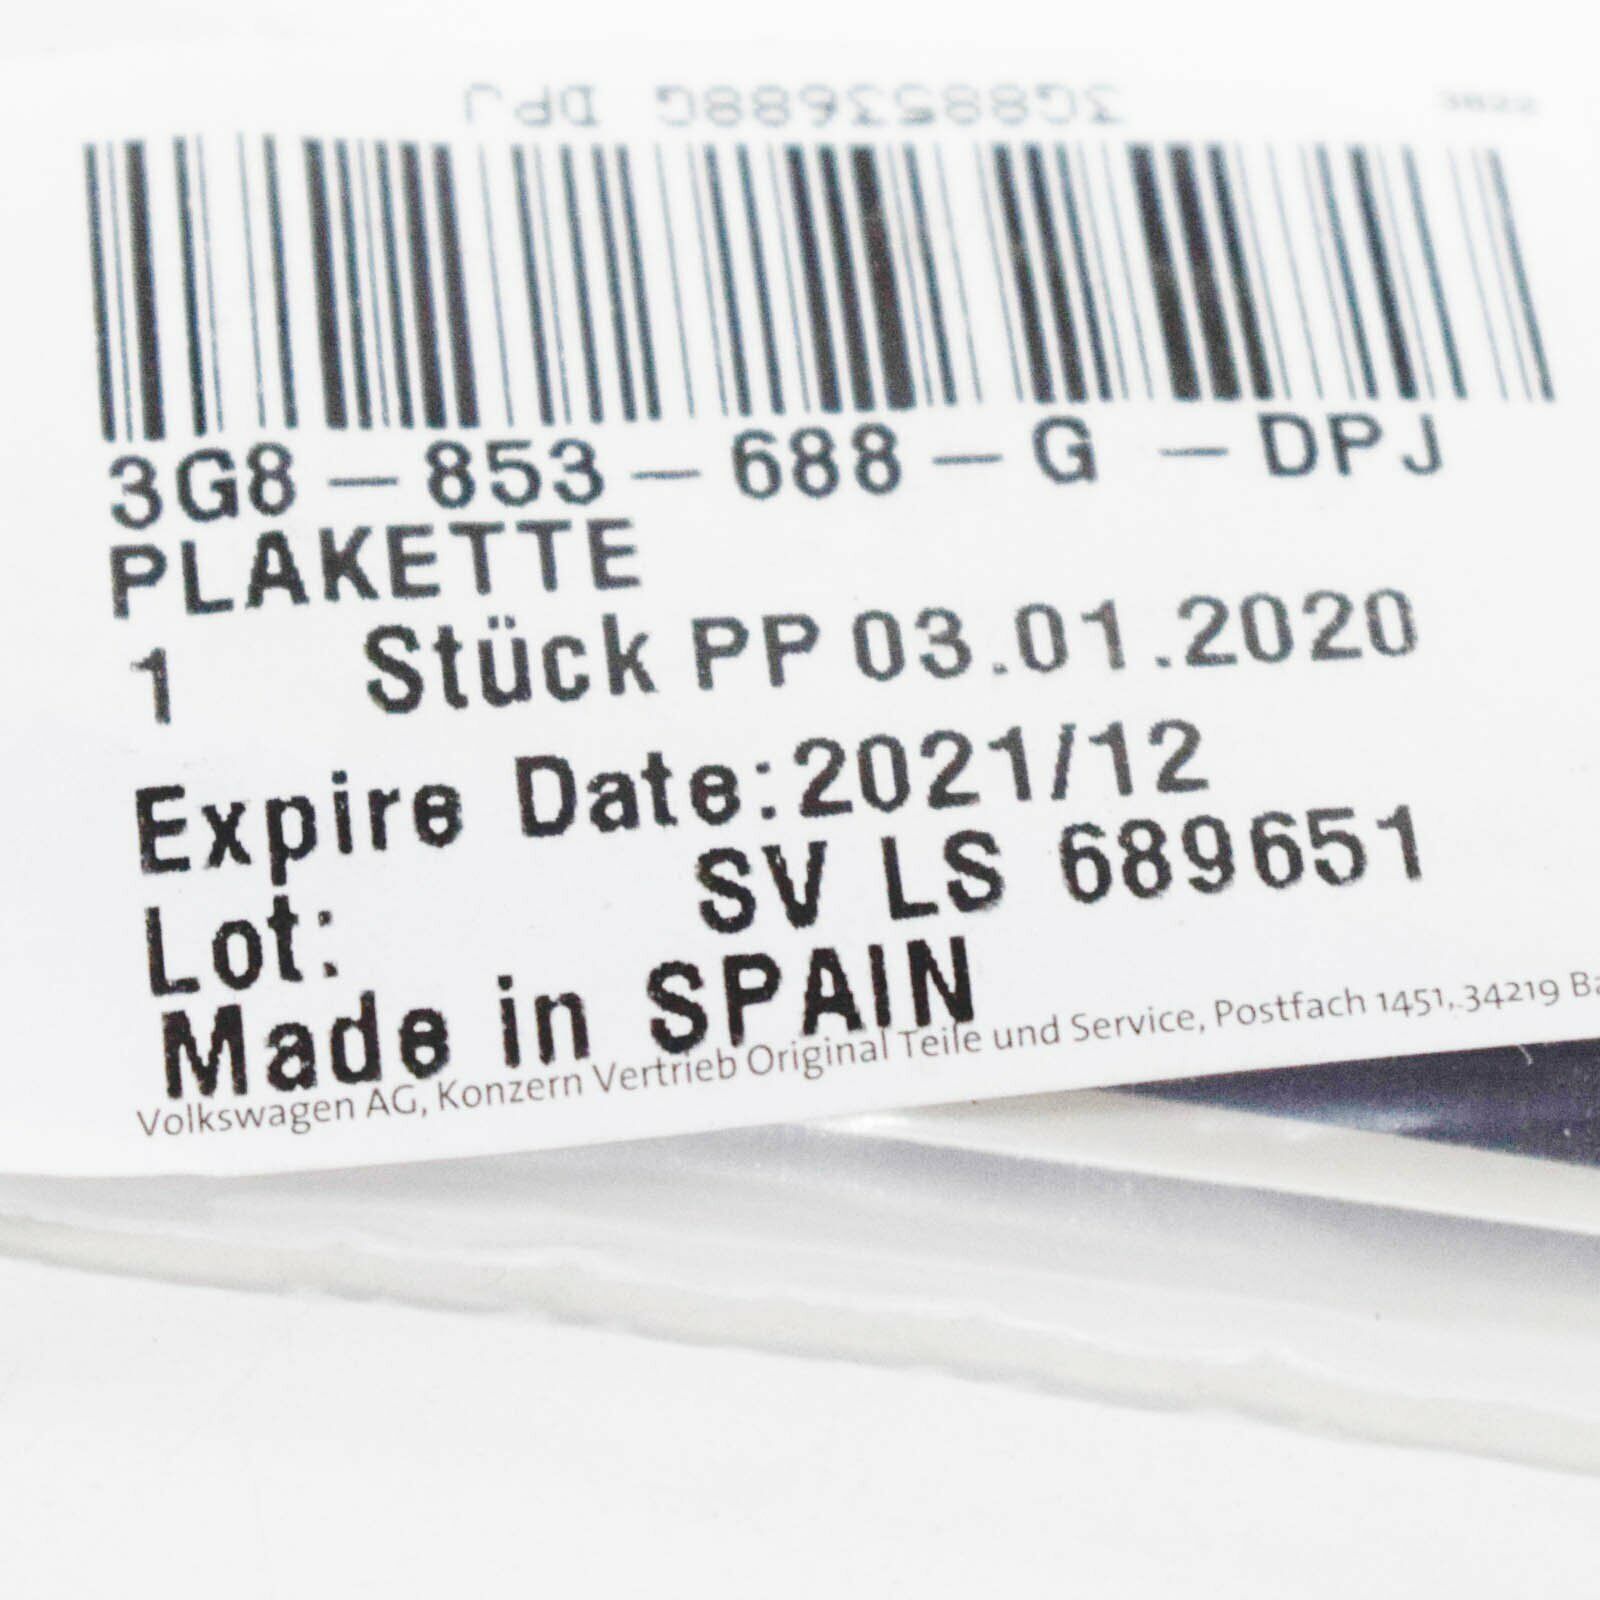 3G8853688G DPJ
3G8-853-688-G -DPJ
PLAKETTE
1 Stück PP 03.01.2020
Expire Date:2021/12
Lot: SV LS 689651
Made in SPAIN
Volkswagen AG, Konzern Vertrieb Original Teile und Service, Postfach 1451, 34219